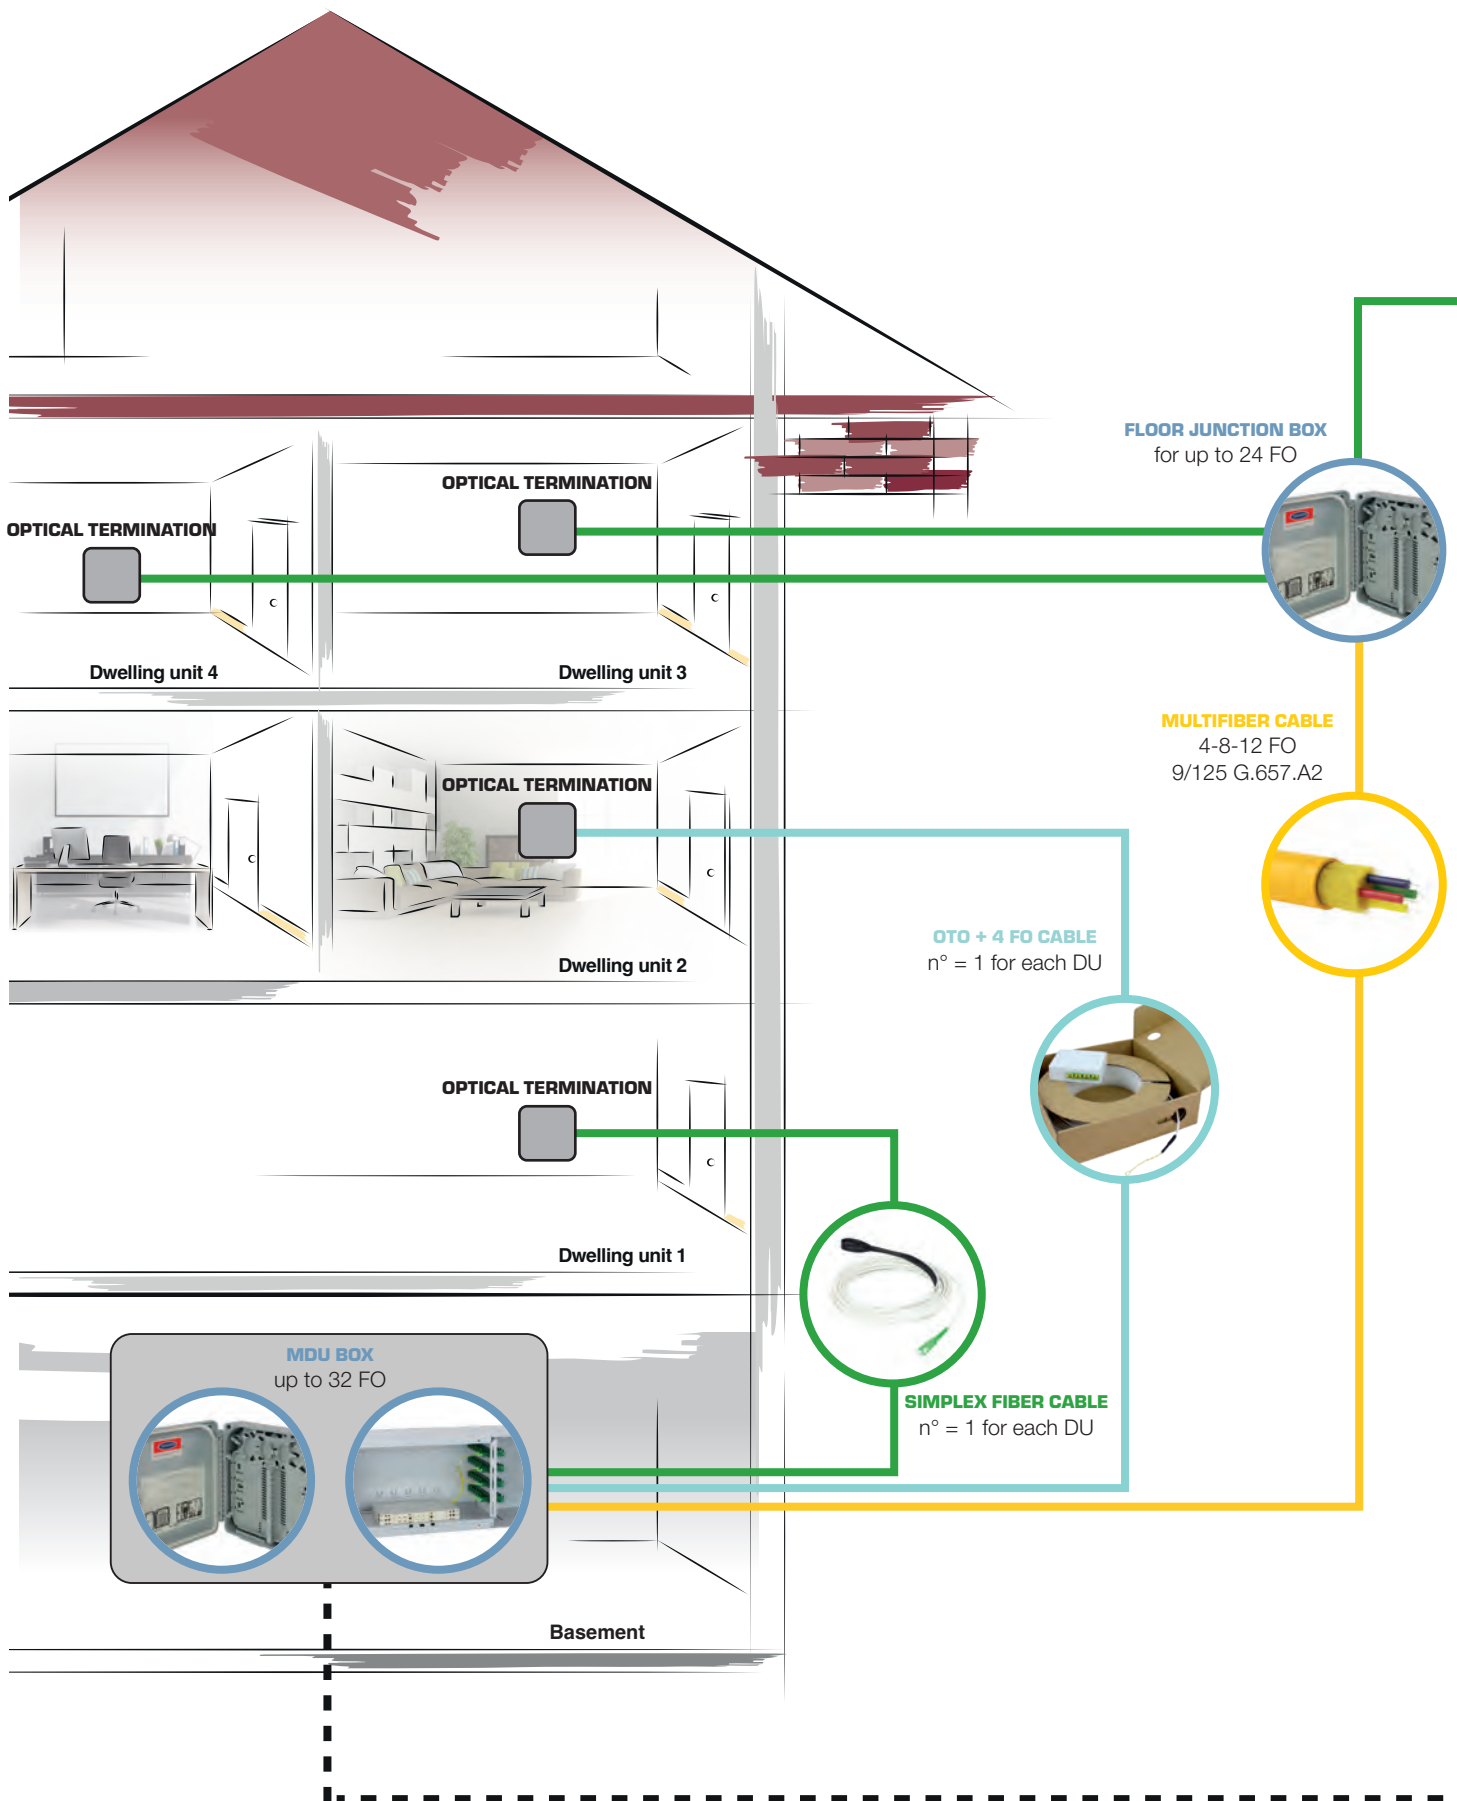 FLOOR JUNCTION BOX
for up to 24 FO
OPTICAL TERMINATION
OPTICAL TERMINATION
Dwelling unit 4
Dwelling unit 3
MULTIFIBER CABLE
4-8-12 FO
9/125 G.657.A2
OPTICAL TERMINATION
OTO + 4 FO CABLE
n° = 1 for each DU
Dwelling unit 2
OPTICAL TERMINATION
Dwelling unit 1
MDU BOX
up to 32 FO
SIMPLEX FIBER CABLE
n° = 1 for each DU
Basement